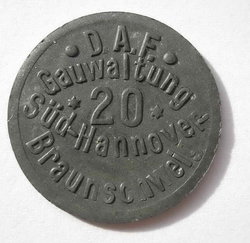 · D.A.F. ·
Gauwaltung
* 20 *
Süd-Hannover
Braunschweig